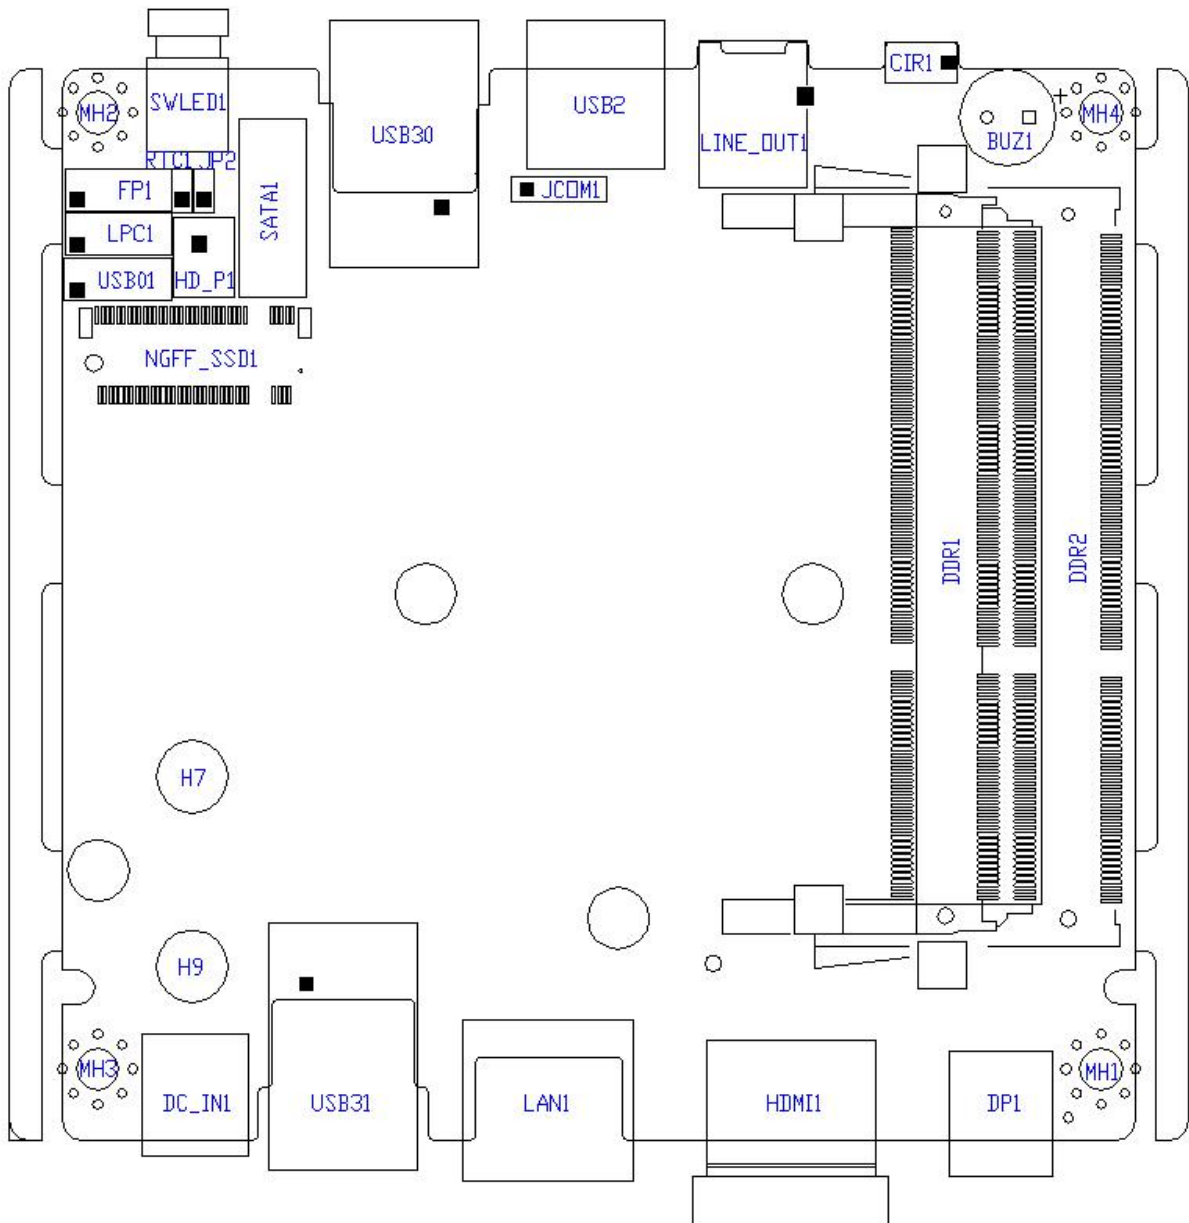 CIR1
SWLED1
MH2
USB2
MH4
USB30
LINE_OUT1
BUZ1
RTC1
JP2
FP1
JCOM1
SATA1
LPC1
USB01
HD_P1
NGFF_SSD1
DDR1
DDR2
H7
H9
MH3
MH1
DC_IN1
USB31
LAN1
HDMI1
DP1